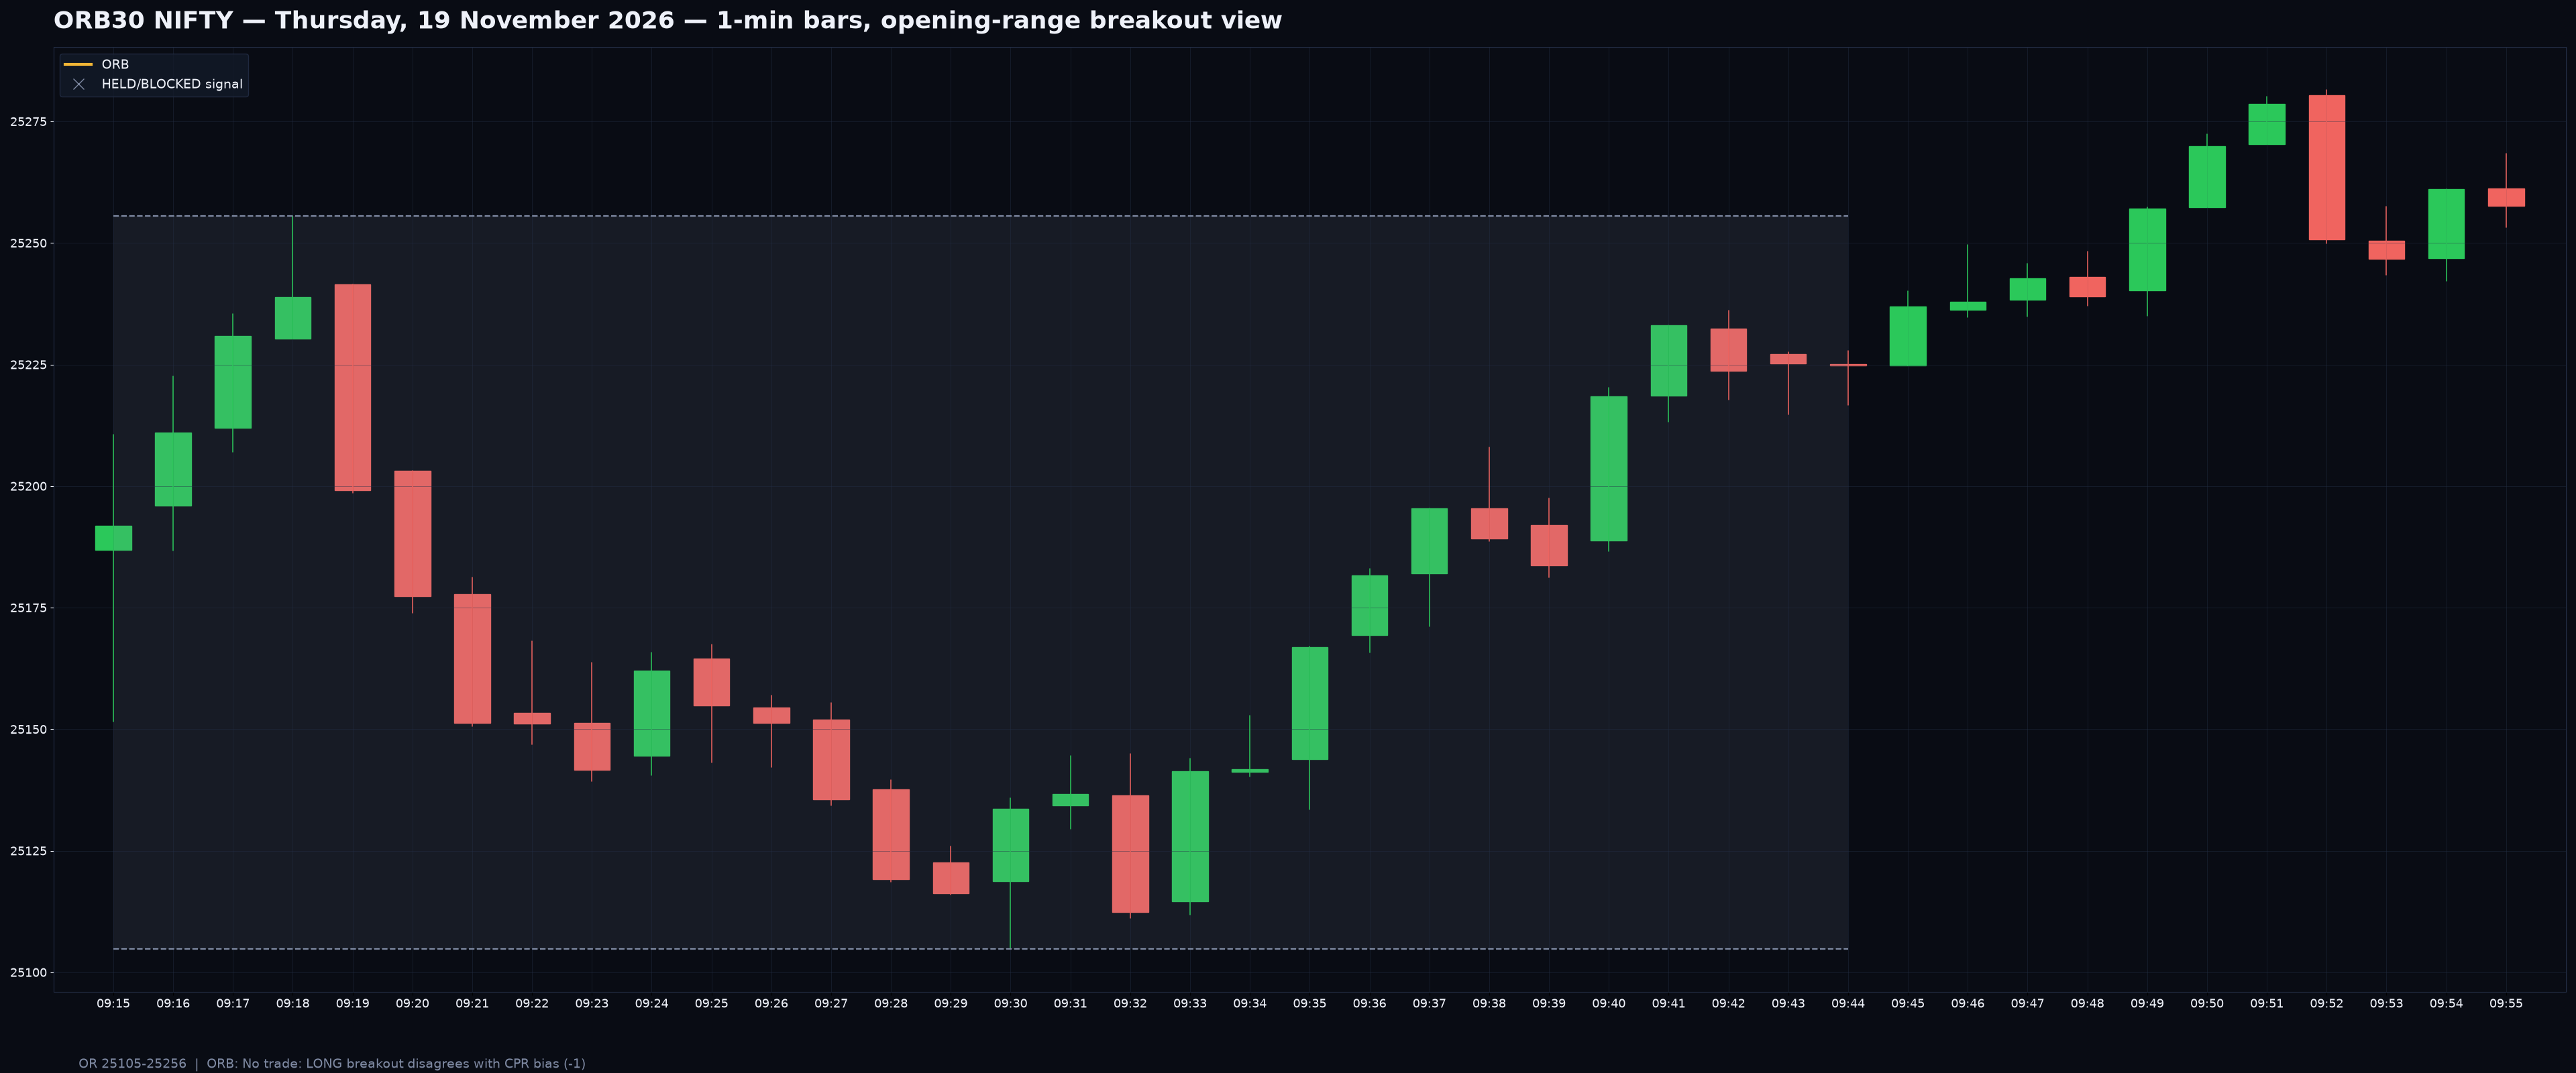 ORB30 NIFTY — Thursday, 19 November 2026 — 1-min bars, opening-range breakout view
ORB
HELD/BLOCKED signal
25275
25250
25225
25200
25175
25150
25125
25100
09:15 09:16 09:17 09:18 09:19 09:20 09:21 09:22 09:23 09:24 09:25 09:26 09:27 09:28 09:29 09:30 09:31 09:32 09:33 09:34 09:35 09:36 09:37 09:38 09:39 09:40 09:41 09:42 09:43 09:44 09:45 09:46 09:47 09:48 09:49 09:50 09:51 09:52 09:53 09:54 09:55
OR 25105-25256 | ORB: No trade: LONG breakout disagrees with CPR bias (-1)